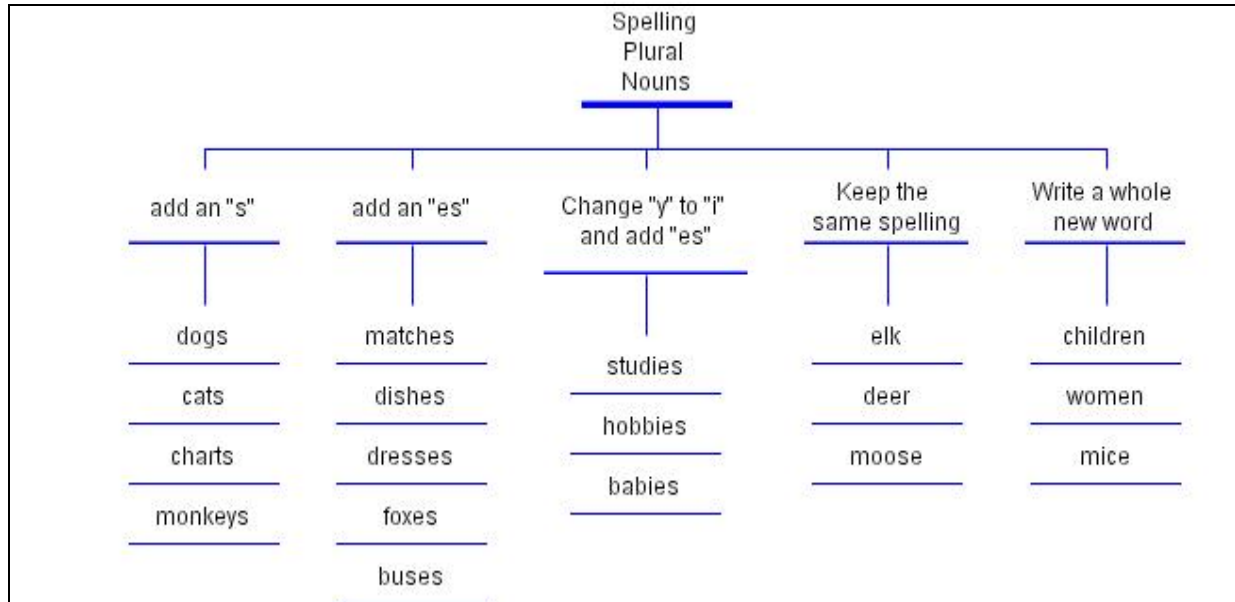 Spelling
Plural
Nouns
add an "s"
dogs
cats
charts
monkeys
add an "es"
matches
dishes
dresses
foxes
buses
Change "y" to "i"
and add "es"
studies
hobbies
babies
Keep the
same spelling
elk
deer
moose
Write a whole
new word
children
women
mice